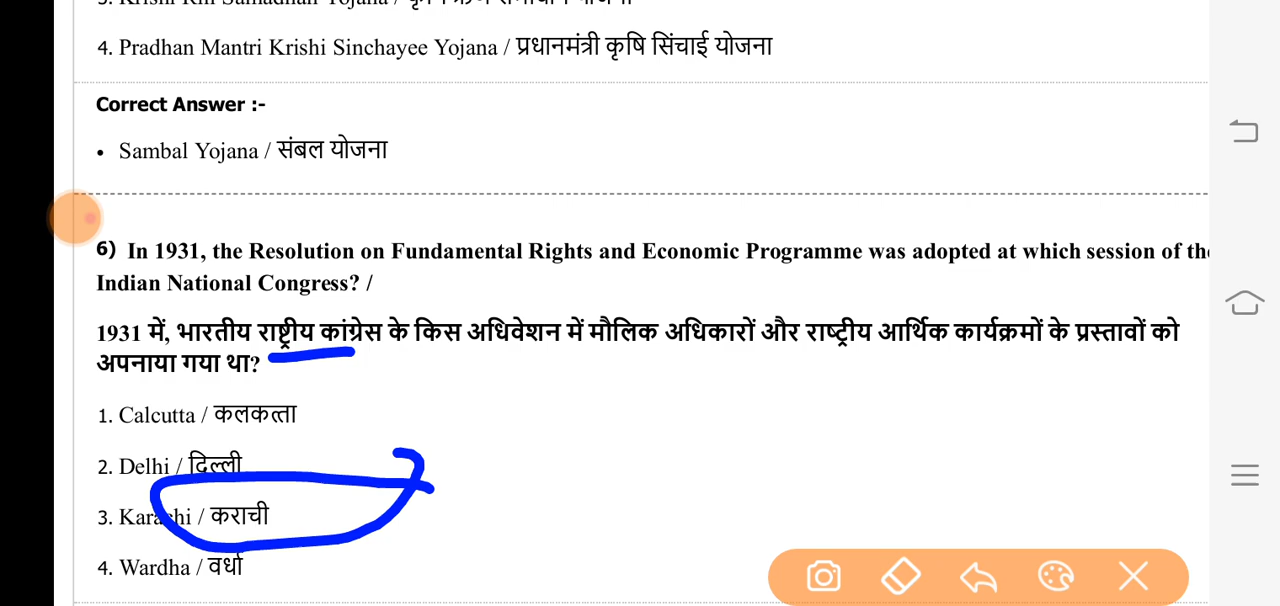 4. Pradhan Mantri Krishi Sinchayee Yojana / प्रधानमंत्री कृषि सिंचाई योजना
Correct Answer :-
• Sambal Yojana / संबल योजना
6) In 1931, the Resolution on Fundamental Rights and Economic Programme was adopted at which session of the
Indian National Congress? /
1931 में, भारतीय राष्ट्रीय कांग्रेस के किस अधिवेशन में मौलिक अधिकारों और राष्ट्रीय आर्थिक कार्यक्रमों के प्रस्तावों को
अपनाया गया था?
1. Calcutta / कलकत्ता
2. Delhi / दिल्ली
3. Karachi / कराची
4. Wardha / वर्धा